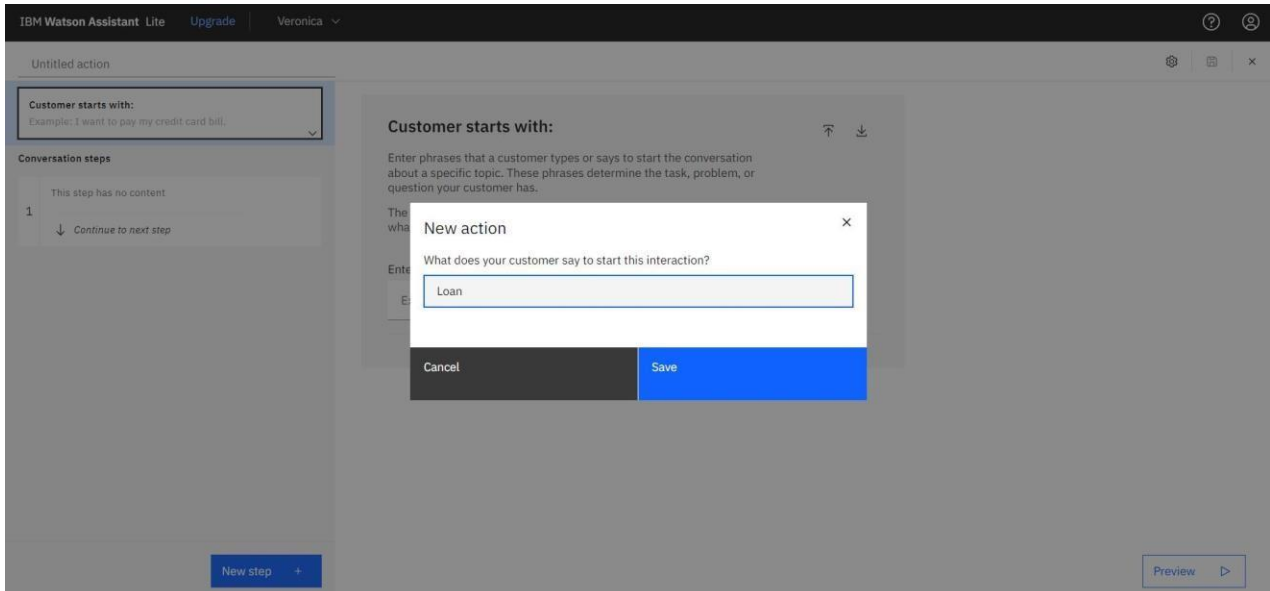 IBM Watson Assistant Lite Upgrade Veronica
Untitled action
Customer starts with:
Example: I want to pay my credit card bill.
Conversation steps
1
This step has no content
Continue to next step
New step +
Customer starts with:
Enter phrases that a customer types or says to start the conversation
about a specific topic. These phrases determine the task, problem, or
question your customer has.
The
wha
Ente
E
New action
What does your customer say to start this interaction?
Loan
Cancel
Save
Preview